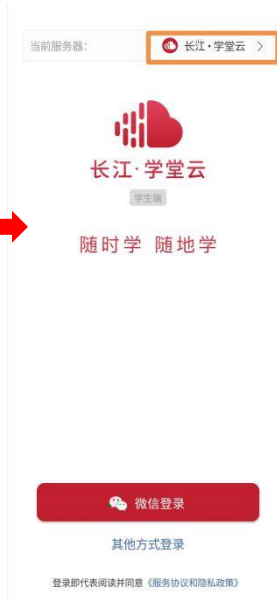 当前服务器： 长江·学堂云 >
长江·学堂云
学生端
随时学 随地学
微信登录
其他方式登录
登录即代表阅读并同意《服务协议和隐私政策》